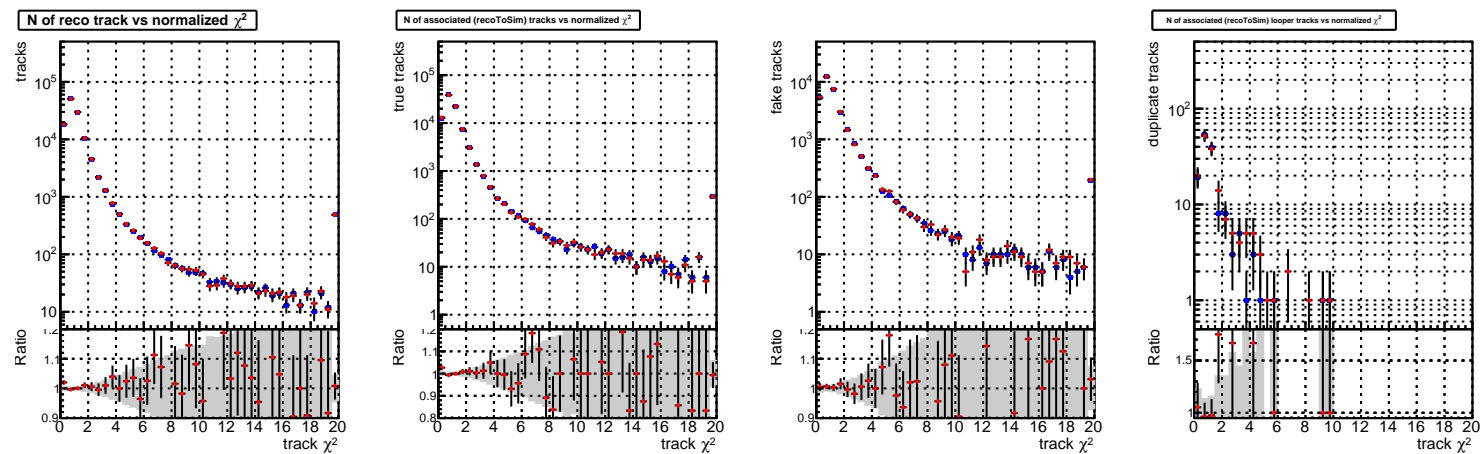 N of reco track vs normalized χ²
tracks
10⁵
10⁴
10³
10²
10
Ratio
1.2
1.1
1
0.9
0 2 4 6 8 10 12 14 16 18 20
track χ²
N of associated (recoToSim) tracks vs normalized χ²
true tracks
10⁵
10⁴
10³
10²
10
1
Ratio
1.2
1.1
1
0.9
0.8
0 2 4 6 8 10 12 14 16 18 20
track χ²
fake tracks
10⁴
10³
10²
10
1
Ratio
1.2
1.1
1
0.9
0 2 4 6 8 10 12 14 16 18 20
track χ²
N of associated (recoToSim) looper tracks vs normalized χ²
duplicate tracks
10²
10
1
Ratio
1.5
1
0 2 4 6 8 10 12 14 16 18 20
track χ²